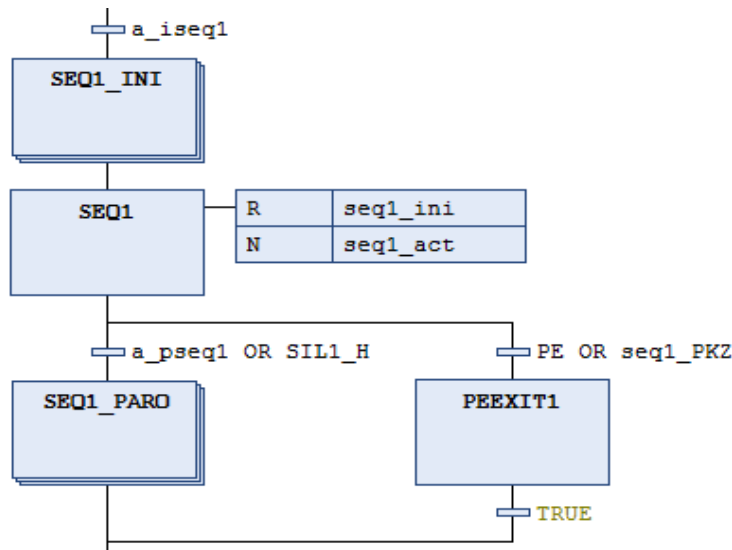 a_iseq1
SEQ1_INI
SEQ1
R seq1_ini
N seq1_act
a_pseq1 OR SIL1_H
PE OR seq1_PKZ
SEQ1_PARO
PEEXIT1
TRUE